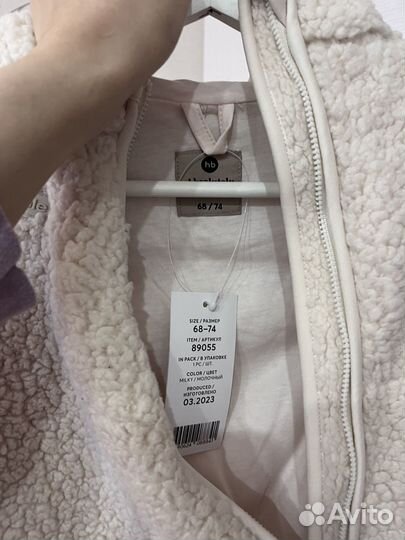 hb
Absolutely
68 / 74
SIZE / РАЗМЕР
68–74
ITEM / АРТИКУЛ
89055
IN PACK / В УПАКОВКЕ
1 PC / ШТ.
COLOR / ЦВЕТ
MILKY / МОЛОЧНЫЙ
PRODUCED /
ИЗГОТОВЛЕНО
03.2023
Avito